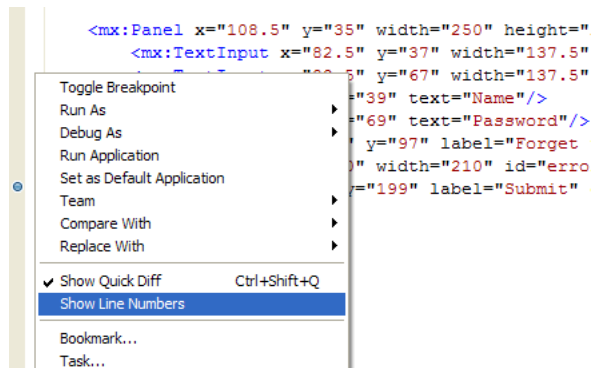 <mx:Panel x="108.5" y="35" width="250" height="
<mx:TextInput x="82.5" y="37" width="137.5"
5" y="67" width="137.5"
Toggle Breakpoint
="39" text="Name"/>
Run As
="69" text="Password"/>
Debug As
y="97" label="Forget
Run Application
" width="210" id="erro
Set as Default Application
y="199" label="Submit"
Team
Compare With
Replace With
Show Quick Diff Ctrl+Shift+Q
Show Line Numbers
Bookmark...
Task...